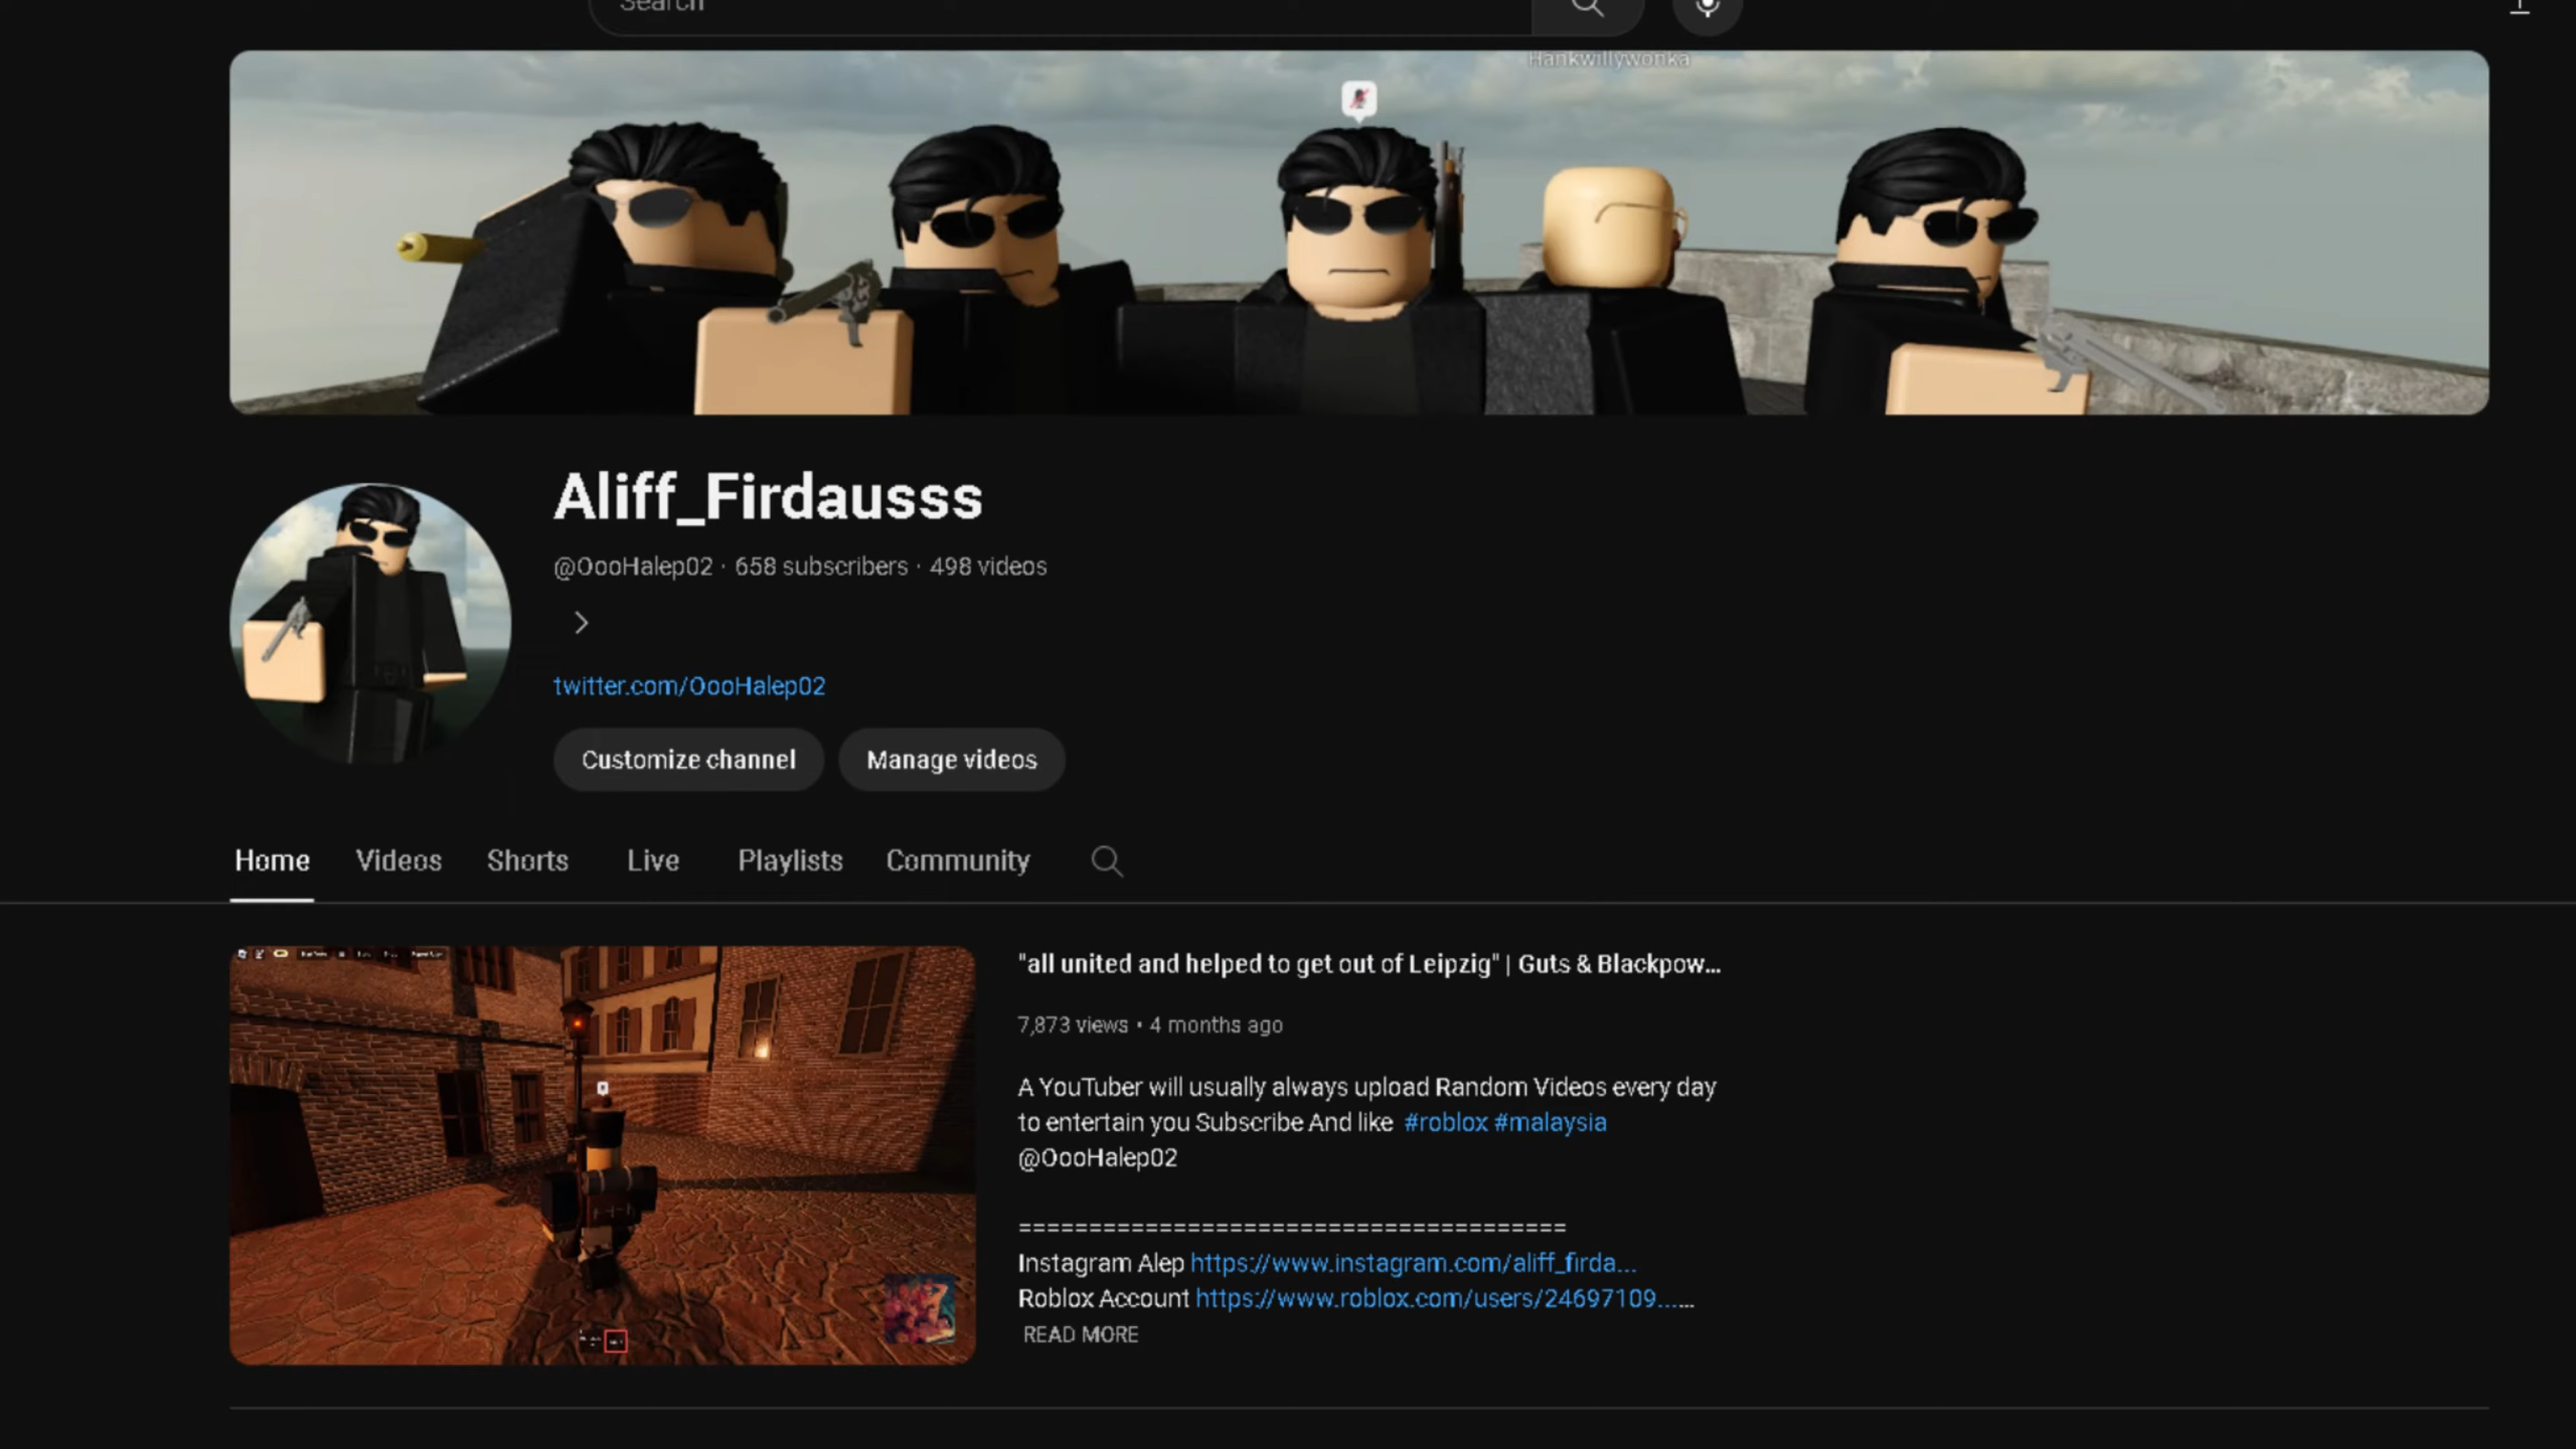 Search
Hankwillywonka
Aliff_Firdausss
@OooHalep02 · 658 subscribers · 498 videos
twitter.com/OooHalep02
Customize channel
Manage videos
Home
Videos
Shorts
Live
Playlists
Community
"all united and helped to get out of Leipzig" | Guts & Blackpow...
7,873 views • 4 months ago
A YouTuber will usually always upload Random Videos every day
to entertain you Subscribe And like #roblox #malaysia
@OooHalep02
=======================================
Instagram Alep https://www.instagram.com/aliff_firda...
Roblox Account https://www.roblox.com/users/24697109......
READ MORE